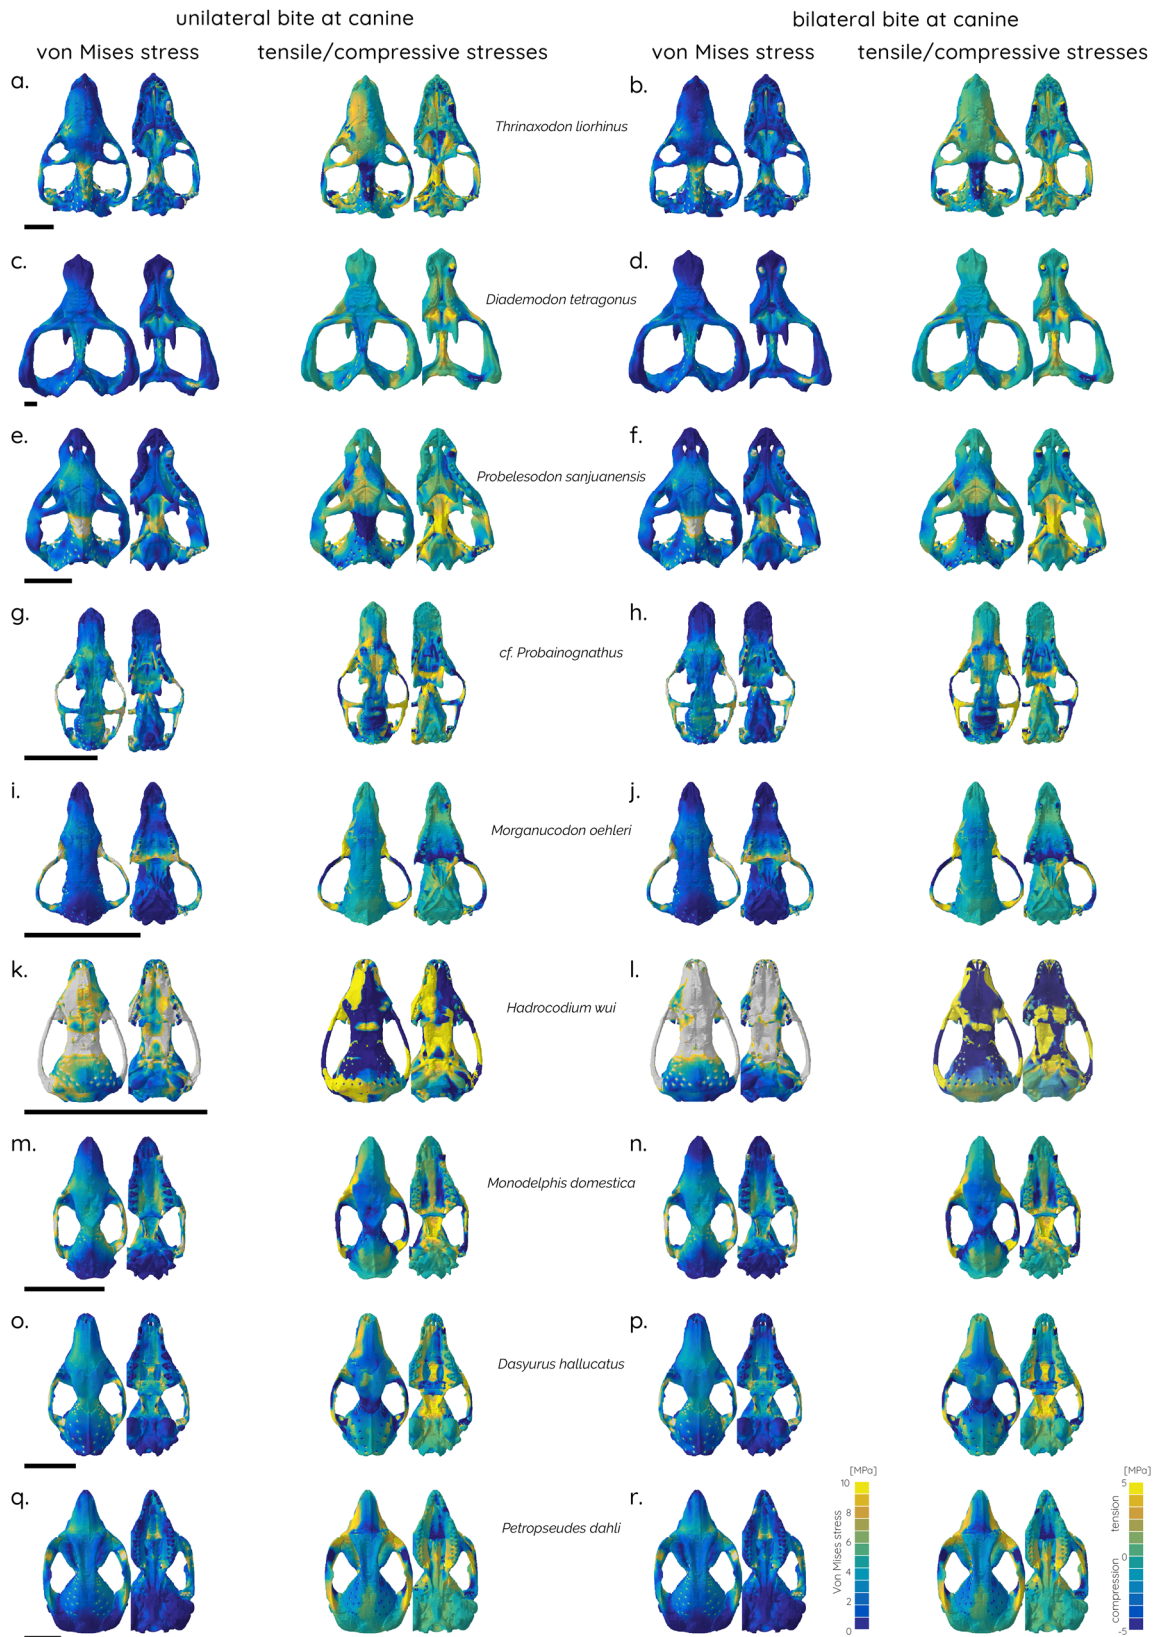 unilateral bite at canine
bilateral bite at canine
von Mises stress
tensile/compressive stresses
von Mises stress
tensile/compressive stresses
a.
b.
Thrinaxodon liorhinus
c.
d.
Diademodon tetragonus
e.
f.
Probelesodon sanjuanensis
g.
h.
cf. Probainognathus
i.
j.
Morganucodon oehleri
k.
l.
Hadrocodium wui
m.
n.
Monodelphis domestica
o.
p.
Dasyurus hallucatus
q.
r.
Petropseudes dahli
[MPa]
10
8
6
4
2
0
Von Mises stress
[MPa]
5
0
-5
tension
compression